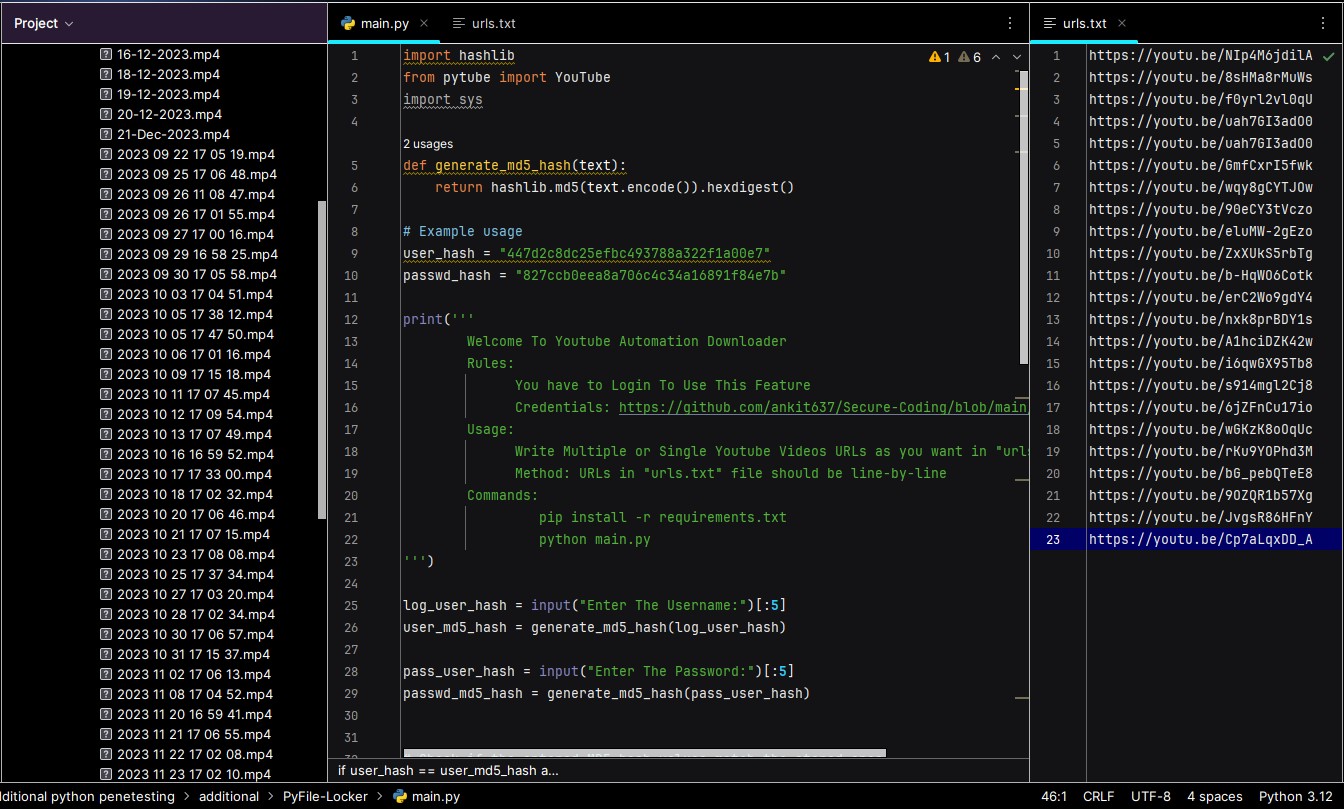 Project
16-12-2023.mp4
18-12-2023.mp4
19-12-2023.mp4
20-12-2023.mp4
21-Dec-2023.mp4
2023 09 22 17 05 19.mp4
2023 09 25 17 06 48.mp4
2023 09 26 11 08 47.mp4
2023 09 26 17 01 55.mp4
2023 09 27 17 00 16.mp4
2023 09 29 16 58 25.mp4
2023 09 30 17 05 58.mp4
2023 10 03 17 04 51.mp4
2023 10 05 17 38 12.mp4
2023 10 05 17 47 50.mp4
2023 10 06 17 01 16.mp4
2023 10 09 17 15 18.mp4
2023 10 11 17 07 45.mp4
2023 10 12 17 09 54.mp4
2023 10 13 17 07 49.mp4
2023 10 16 16 59 52.mp4
2023 10 17 17 33 00.mp4
2023 10 18 17 02 32.mp4
2023 10 20 17 06 46.mp4
2023 10 21 17 07 15.mp4
2023 10 23 17 08 08.mp4
2023 10 25 17 37 34.mp4
2023 10 27 17 03 20.mp4
2023 10 28 17 02 34.mp4
2023 10 30 17 06 57.mp4
2023 10 31 17 15 37.mp4
2023 11 02 17 06 13.mp4
2023 11 08 17 04 52.mp4
2023 11 20 16 59 41.mp4
2023 11 21 17 06 55.mp4
2023 11 22 17 02 08.mp4
2023 11 23 17 02 10.mp4
main.py urls.txt
1 6
1 import hashlib
2 from pytube import YouTube
3 import sys
4
2 usages
5 def generate_md5_hash(text):
6 return hashlib.md5(text.encode()).hexdigest()
7
8 # Example usage
9 user_hash = "447d2c8dc25efbc493788a322f1a00e7"
10 passwd_hash = "827ccb0eea8a706c4c34a16891f84e7b"
11
12 print('''
13 Welcome To Youtube Automation Downloader
14 Rules:
15 You have to Login To Use This Feature
16 Credentials: https://github.com/ankit637/Secure-Coding/blob/main
17 Usage:
18 Write Multiple or Single Youtube Videos URLs as you want in "urls
19 Method: URLs in "urls.txt" file should be line-by-line
20 Commands:
21 pip install -r requirements.txt
22 python main.py
23 ''')
24
25 log_user_hash = input("Enter The Username:")[:5]
26 user_md5_hash = generate_md5_hash(log_user_hash)
27
28 pass_user_hash = input("Enter The Password:")[:5]
29 passwd_md5_hash = generate_md5_hash(pass_user_hash)
30
31
if user_hash == user_md5_hash a...
urls.txt
1 https://youtu.be/NIp4M6jdilA
2 https://youtu.be/8sHMa8rMuWs
3 https://youtu.be/f0yrl2vl0qU
4 https://youtu.be/uah7GI3adO0
5 https://youtu.be/uah7GI3adO0
6 https://youtu.be/GmfCxrI5fwk
7 https://youtu.be/wqy8gCYTJOw
8 https://youtu.be/90eCY3tVczo
9 https://youtu.be/eluMW-2gEzo
10 https://youtu.be/ZxXUkS5rbTg
11 https://youtu.be/b-HqWO6Cotk
12 https://youtu.be/erC2Wo9gdY4
13 https://youtu.be/nxk8prBDY1s
14 https://youtu.be/A1hciDZK42w
15 https://youtu.be/i6qwGX95Tb8
16 https://youtu.be/s914mgl2Cj8
17 https://youtu.be/6jZFnCu17io
18 https://youtu.be/wGKzK8oOqUc
19 https://youtu.be/rKu9YOPhd3M
20 https://youtu.be/bG_pebQTeE8
21 https://youtu.be/9OZQR1b57Xg
22 https://youtu.be/JvgsR86HFnY
23 https://youtu.be/Cp7aLqxDD_A
dditional python penetesting > additional > PyFile-Locker > main.py
46:1 CRLF UTF-8 4 spaces Python 3.12